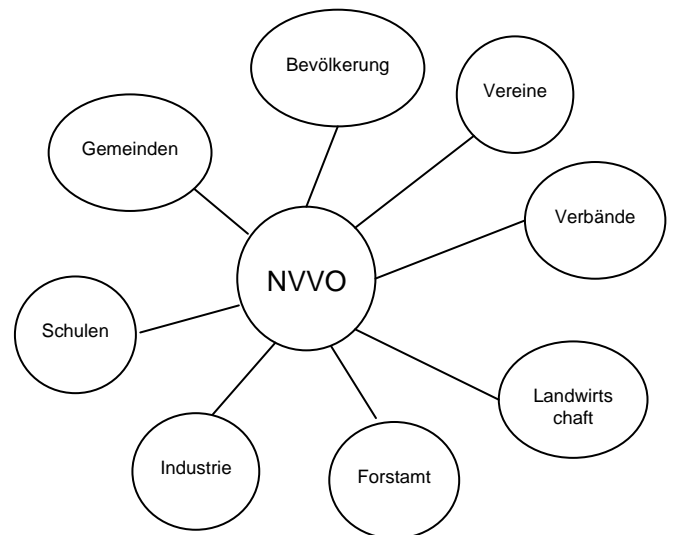 Bevölkerung
Vereine
Gemeinden
Verbände
NVVO
Schulen
Landwirts
chaft
Industrie
Forstamt